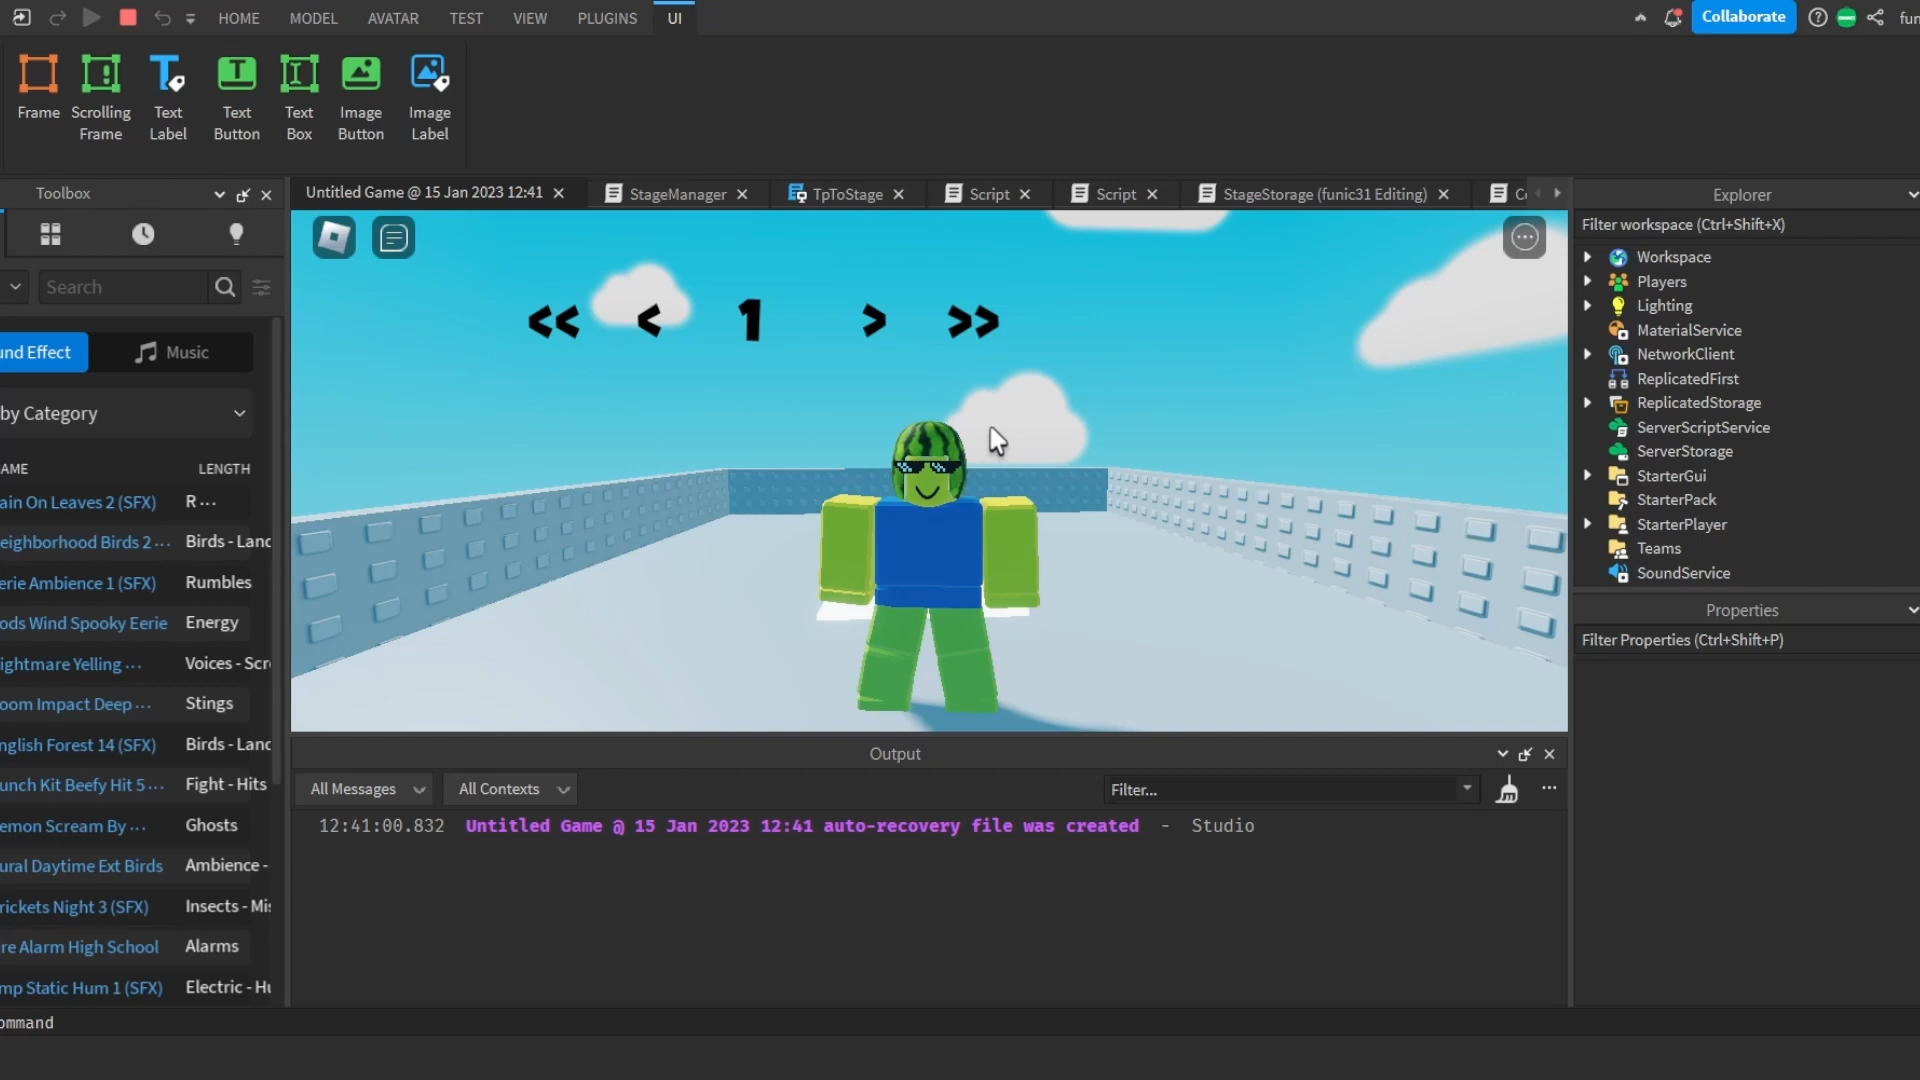 HOME MODEL AVATAR TEST VIEW PLUGINS UI Collaborate fun
Frame Scrolling Frame Text Label Text Button Text Box Image Button Image Label
Toolbox
Untitled Game @ 15 Jan 2023 12:41 StageManager TpToStage Script Script StageStorage (funic31 Editing) C
Explorer
Filter workspace (Ctrl+Shift+X)
Search
und Effect Music
by Category
AME LENGTH
ain On Leaves 2 (SFX) R ...
eighborhood Birds 2 ... Birds - Land
erie Ambience 1 (SFX) Rumbles
ods Wind Spooky Eerie Energy
ightmare Yelling ... Voices - Scr
oom Impact Deep ... Stings
nglish Forest 14 (SFX) Birds - Land
unch Kit Beefy Hit 5 ... Fight - Hits
emon Scream By ... Ghosts
ural Daytime Ext Birds Ambience -
rickets Night 3 (SFX) Insects - Mis
re Alarm High School Alarms
mp Static Hum 1 (SFX) Electric - Hu
<< < 1 > >>
Workspace
Players
Lighting
MaterialService
NetworkClient
ReplicatedFirst
ReplicatedStorage
ServerScriptService
ServerStorage
StarterGui
StarterPack
StarterPlayer
Teams
SoundService
Properties
Filter Properties (Ctrl+Shift+P)
Output
All Messages All Contexts Filter...
12:41:00.832 Untitled Game @ 15 Jan 2023 12:41 auto-recovery file was created - Studio
ommand